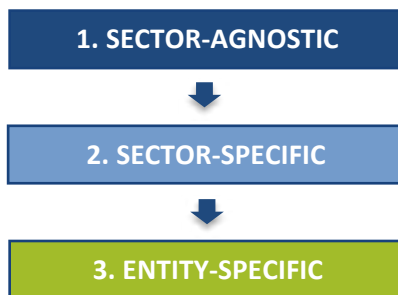 1. SECTOR-AGNOSTIC
2. SECTOR-SPECIFIC
3. ENTITY-SPECIFIC